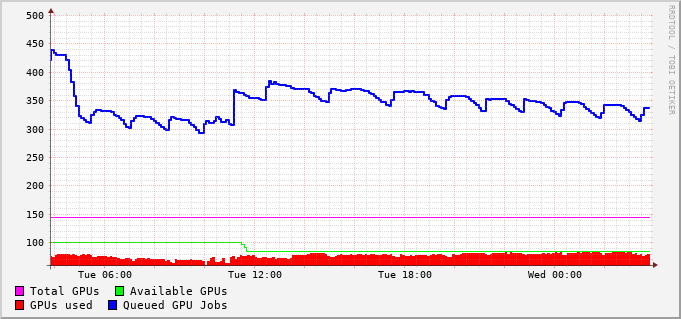 500
450
400
350
300
250
200
150
100
Tue 06:00 Tue 12:00 Tue 18:00 Wed 00:00
Total GPUs Available GPUs
GPUs used Queued GPU Jobs
RRDTOOL / TOBI OETIKER